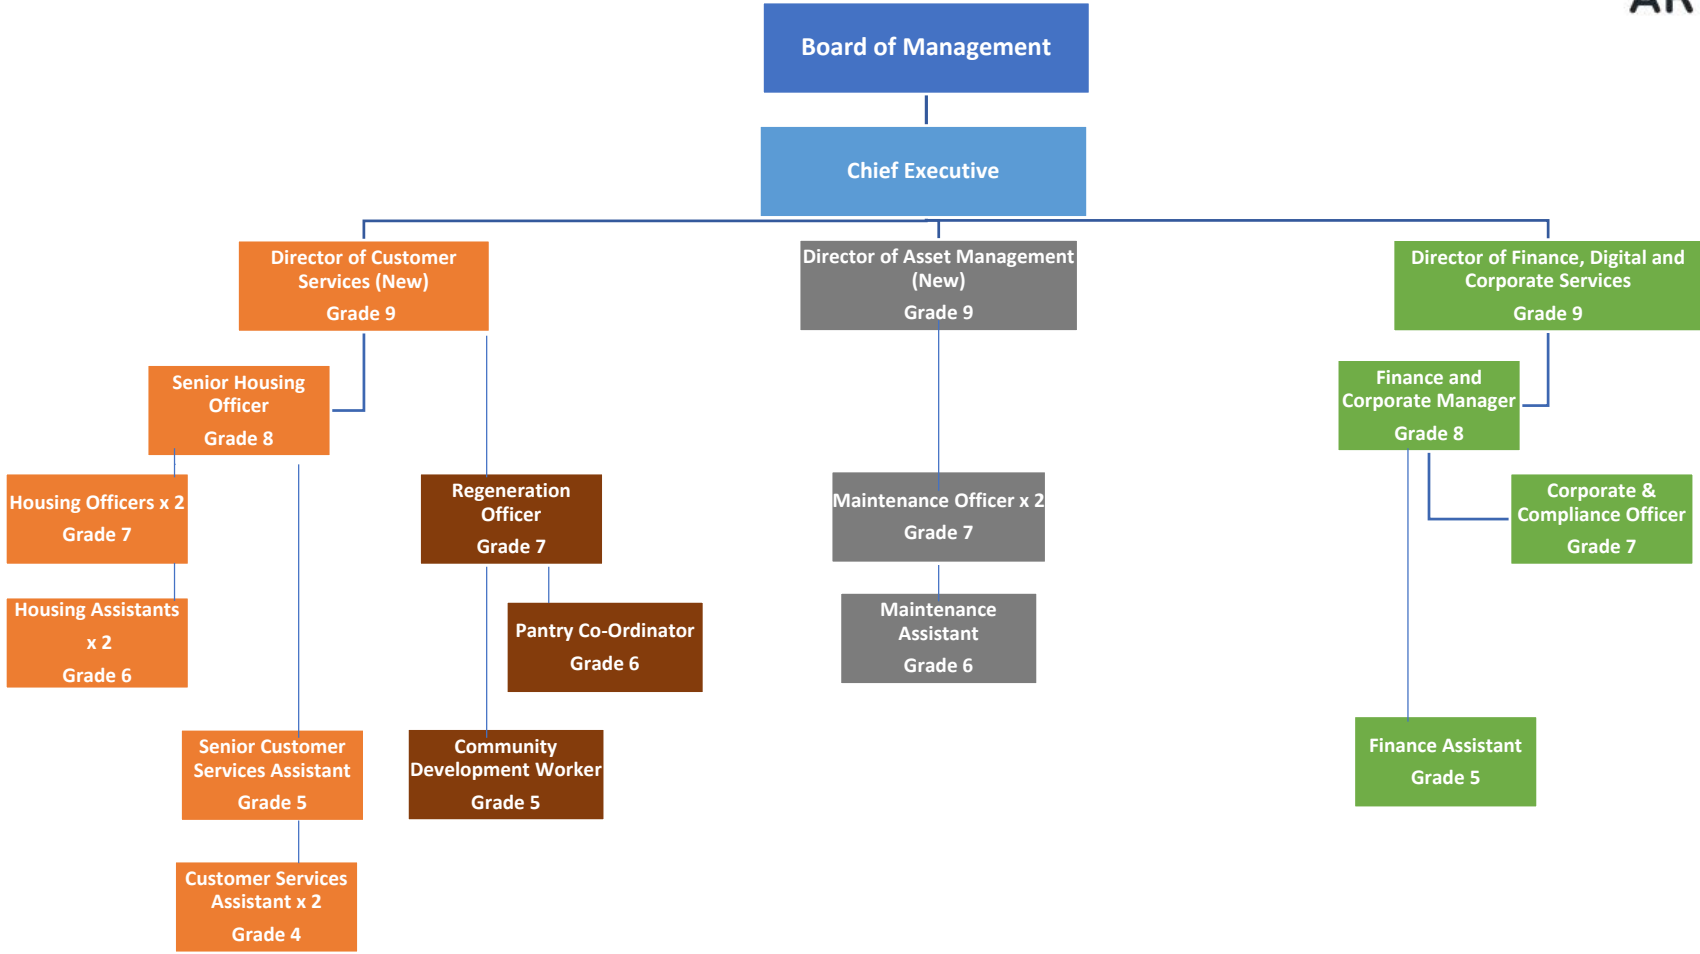 AR
Board of Management
Chief Executive
Director of Customer
Services (New)
Grade 9
Director of Asset Management
(New)
Grade 9
Director of Finance, Digital and
Corporate Services
Grade 9
Senior Housing
Officer
Grade 8
Finance and
Corporate Manager
Grade 8
Housing Officers x 2
Grade 7
Regeneration
Officer
Grade 7
Maintenance Officer x 2
Grade 7
Corporate &
Compliance Officer
Grade 7
Housing Assistants
x 2
Grade 6
Pantry Co-Ordinator
Grade 6
Maintenance
Assistant
Grade 6
Senior Customer
Services Assistant
Grade 5
Community
Development Worker
Grade 5
Finance Assistant
Grade 5
Customer Services
Assistant x 2
Grade 4